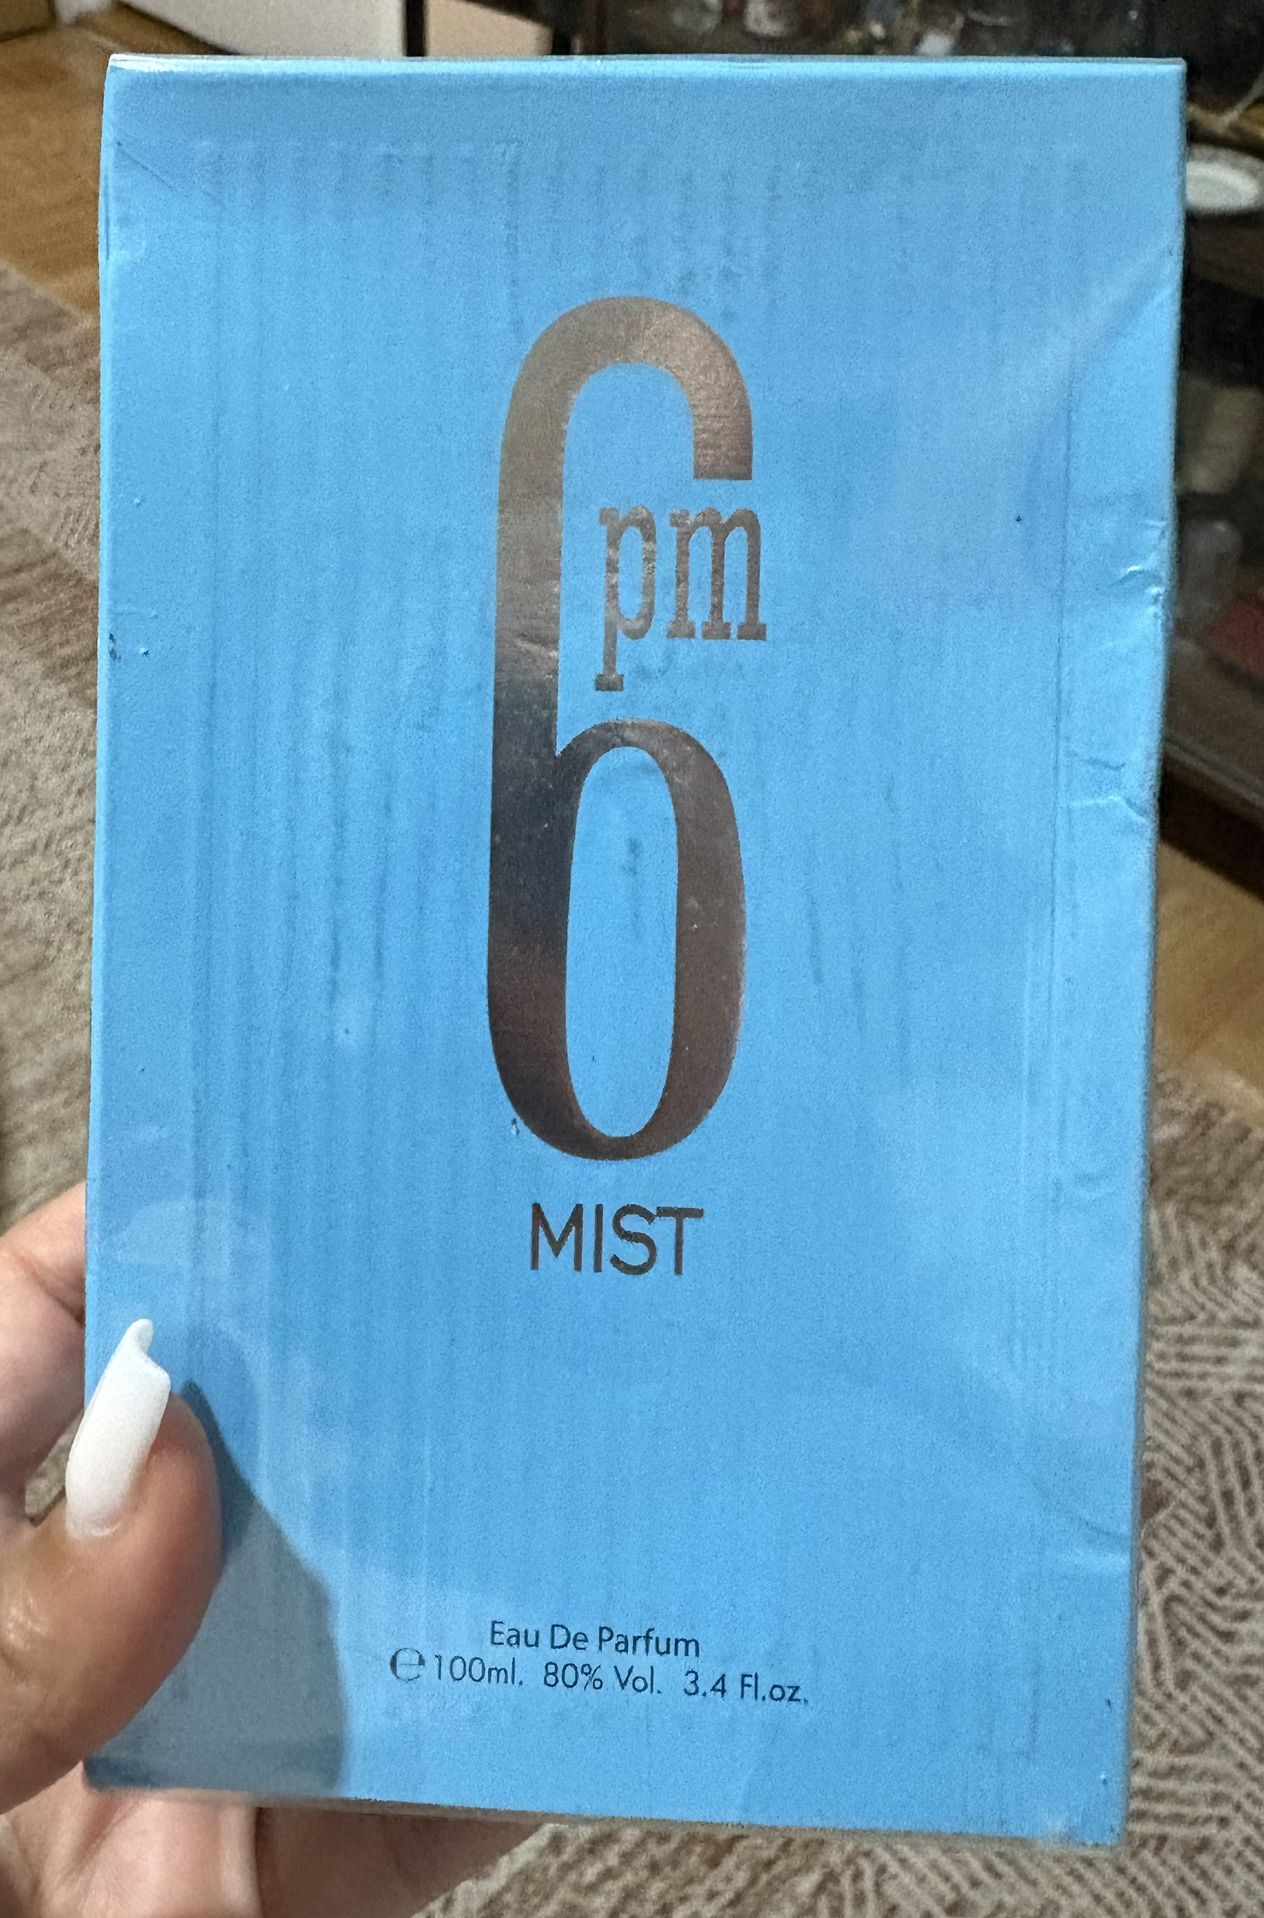 6
pm
MIST
Eau De Parfum
℮ 100ml. 80% Vol. 3.4 Fl.oz.